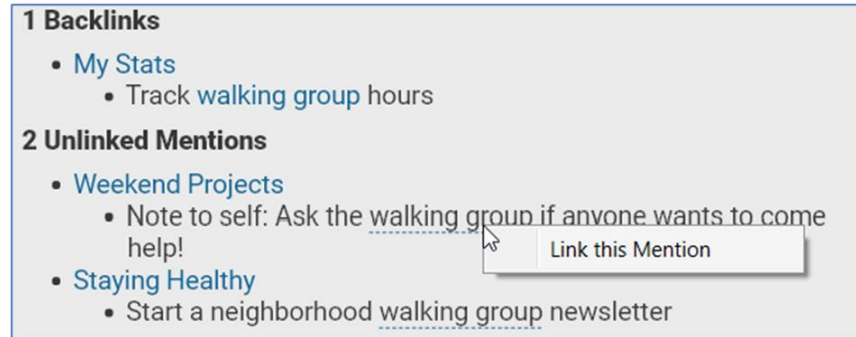 1 Backlinks
My Stats
Track walking group hours
2 Unlinked Mentions
Weekend Projects
Note to self: Ask the walking group if anyone wants to come
help!
Link this Mention
Staying Healthy
Start a neighborhood walking group newsletter